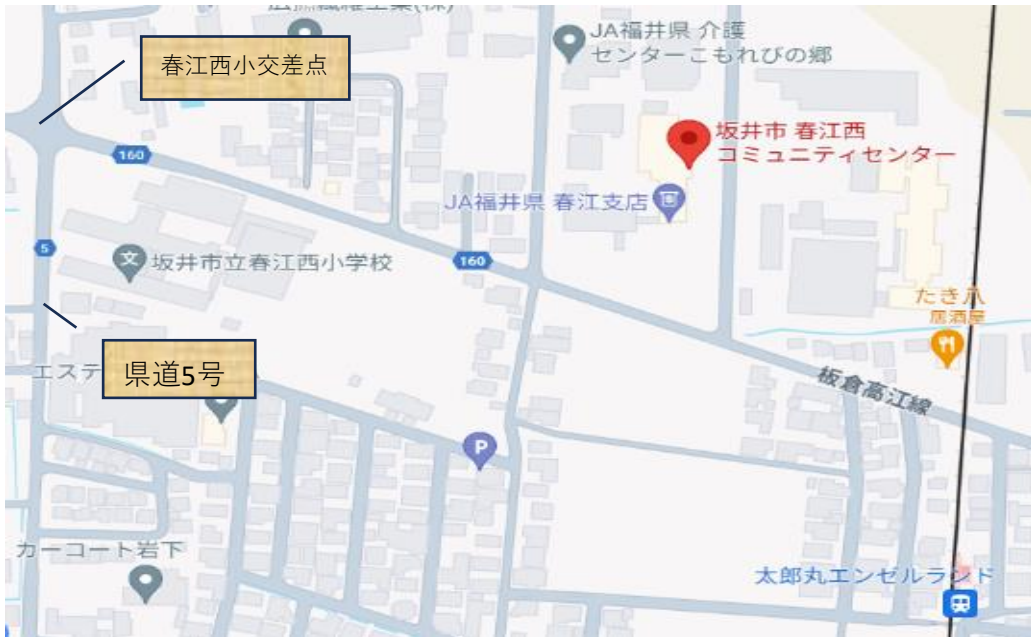 JA福井県 介護
センターこもれびの郷
春江西小交差点
坂井市 春江西
コミュニティセンター
160
JA福井県 春江支店
5
文
坂井市立春江西小学校
160
たき八
居酒屋
県道5号
エステ
板倉高江線
P
カーコート岩下
太郎丸エンゼルランド